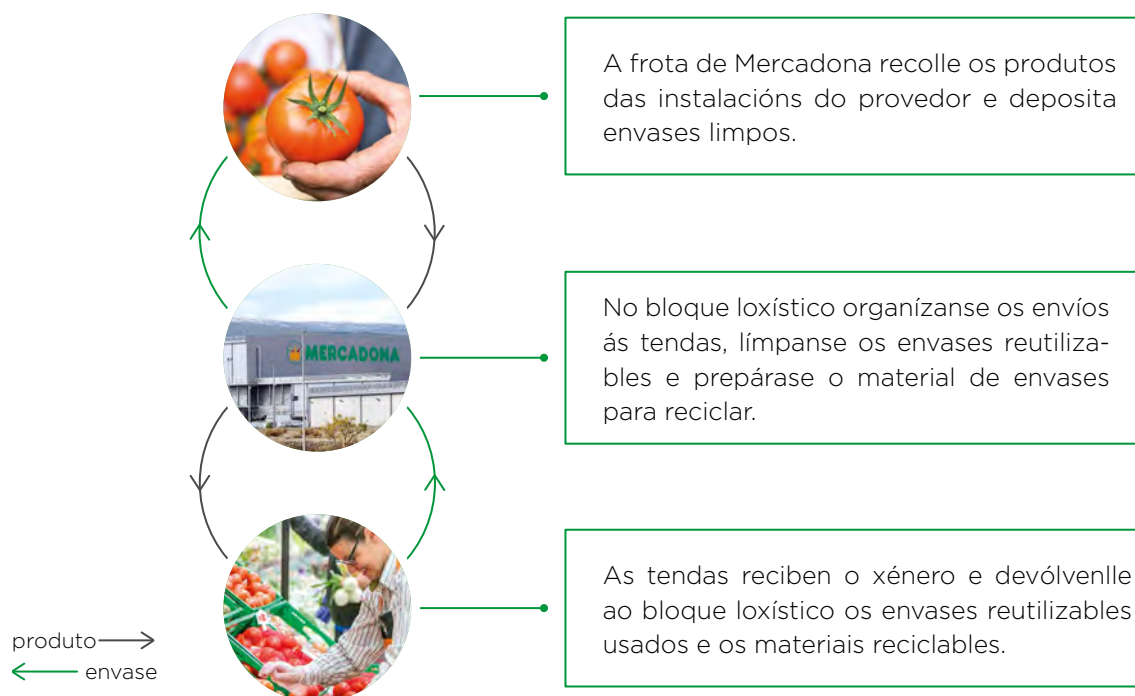 A frota de Mercadona recolle os produtos
das instalacións do provedor e deposita
envases limpos.
MERCADONA
No bloque loxístico organízanse os envíos
ás tendas, límpanse os envases reutiliza-
bles e prepárase o material de envases
para reciclar.
As tendas reciben o xénero e devólvenlle
ao bloque loxístico os envases reutilizables
usados e os materiais reciclables.
produto
envase